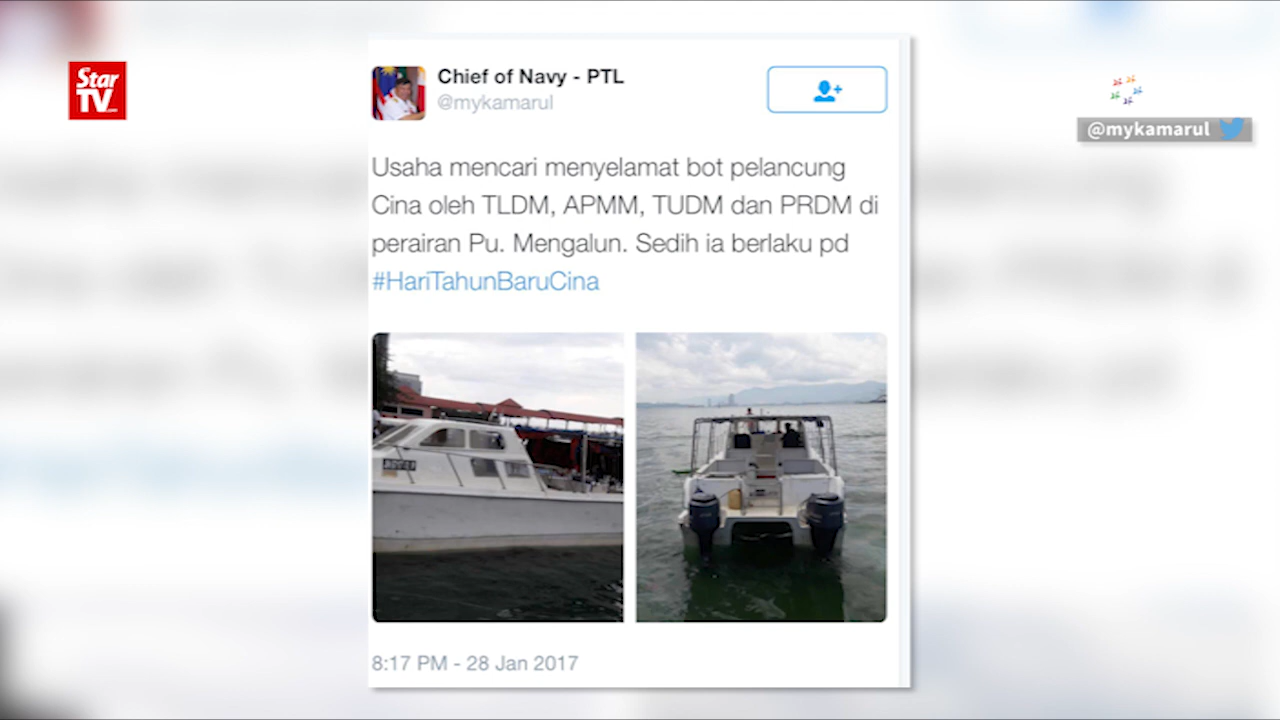 Star
TV
Chief of Navy - PTL
@mykamarul
@mykamarul
Usaha mencari menyelamat bot pelancung
Cina oleh TLDM, APMM, TUDM dan PRDM di
perairan Pu. Mengalun. Sedih ia berlaku pd
#HariTahunBaruCina
8:17 PM - 28 Jan 2017